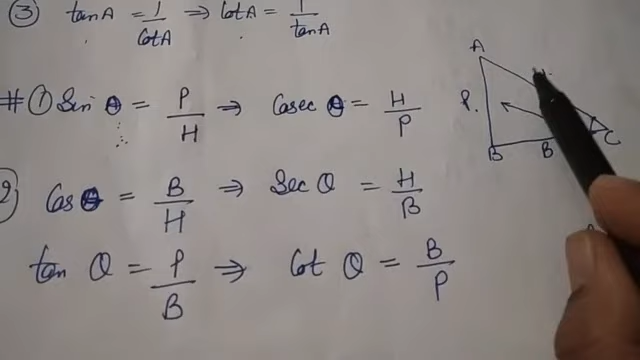 ③ tanA = 1/CotA ⇒ CotA = 1/tanA
# ① Sin θ = P/H ⇒ Cosec θ = H/P
2 Cos θ = B/H ⇒ Sec θ = H/B
tan θ = P/B ⇒ Cot θ = B/P
A
P.
B B C